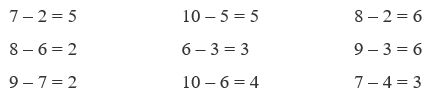 7 – 2 = 5 10 – 5 = 5 8 – 2 = 6
8 – 6 = 2 6 – 3 = 3 9 – 3 = 6
9 – 7 = 2 10 – 6 = 4 7 – 4 = 3